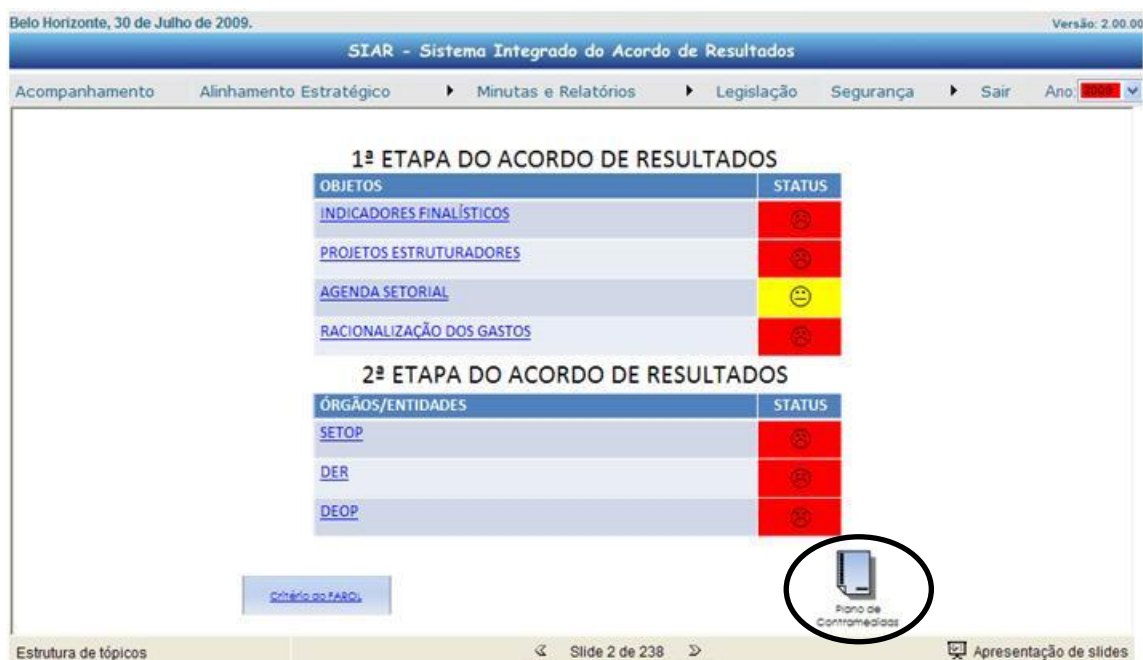 Belo Horizonte, 30 de Julho de 2009. Versão: 2.00.00
SIAR - Sistema Integrado do Acordo de Resultados
Acompanhamento Alinhamento Estratégico Minutas e Relatórios Legislação Segurança Sair Ano: 2009
1ª ETAPA DO ACORDO DE RESULTADOS
OBJETOS STATUS
INDICADORES FINALÍSTICOS
PROJETOS ESTRUTURADORES
AGENDA SETORIAL
RACIONALIZAÇÃO DOS GASTOS
2ª ETAPA DO ACORDO DE RESULTADOS
ÓRGÃOS/ENTIDADES STATUS
SETOP
DER
DEOP
Critério do FAROL
Plano de
Contramedidas
Estrutura de tópicos Slide 2 de 238 Apresentação de slides